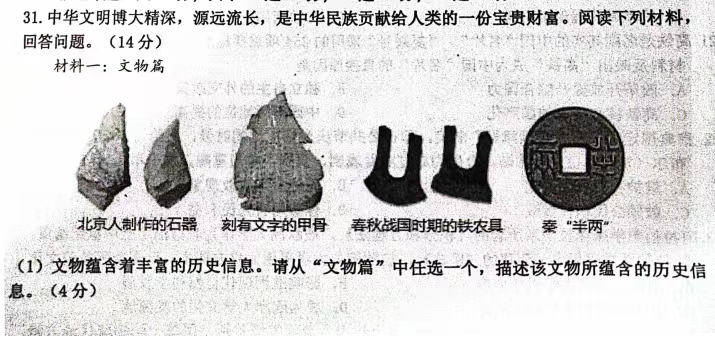 31.中华文明博大精深，源远流长，是中华民族贡献给人类的一份宝贵财富。阅读下列材料，
回答问题。（14分）
材料一：文物篇
北京人制作的石器 刻有文字的甲骨 春秋战国时期的铁农具 秦“半两”
（1）文物蕴含着丰富的历史信息。请从“文物篇”中任选一个，描述该文物所蕴含的历史信
息。（4分）